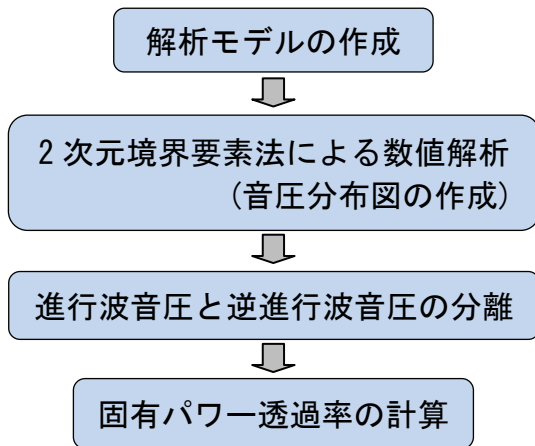 解析モデルの作成
2次元境界要素法による数値解析
(音圧分布図の作成)
進行波音圧と逆進行波音圧の分離
固有パワー透過率の計算